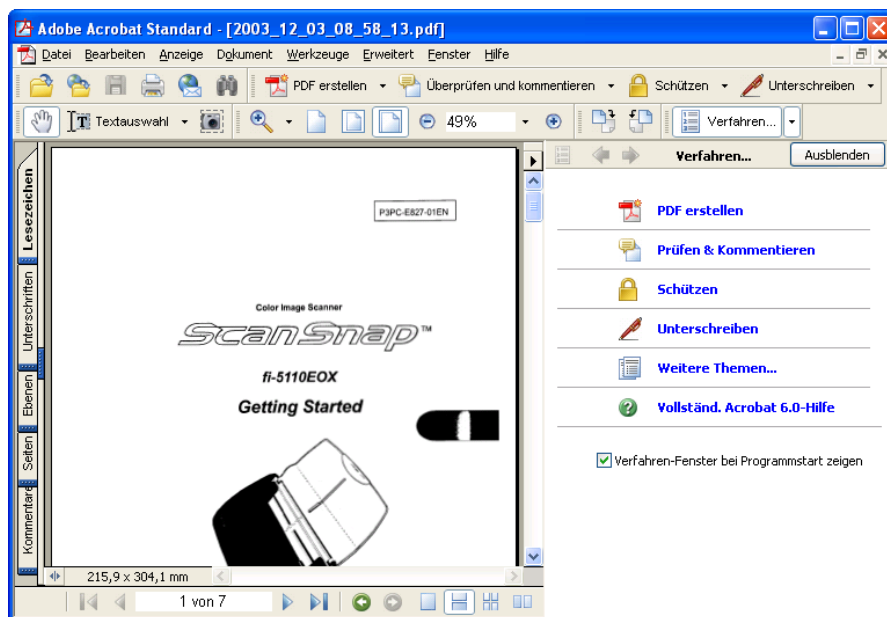 Adobe Acrobat Standard - [2003_12_03_08_58_13.pdf]
Datei Bearbeiten Anzeige Dokument Werkzeuge Erweitert Fenster Hilfe
PDF erstellen Überprüfen und kommentieren Schützen Unterschreiben
Textauswahl 49% Verfahren...
Verfahren... Ausblenden
Lesezeichen
Unterschriften
Ebenen
Seiten
Kommentare
P3PC-E827-01EN
Color Image Scanner
ScanSnap™
fi-5110EOX
Getting Started
PDF erstellen
Prüfen & Kommentieren
Schützen
Unterschreiben
Weitere Themen...
Vollständ. Acrobat 6.0-Hilfe
Verfahren-Fenster bei Programmstart zeigen
215,9 x 304,1 mm
1 von 7